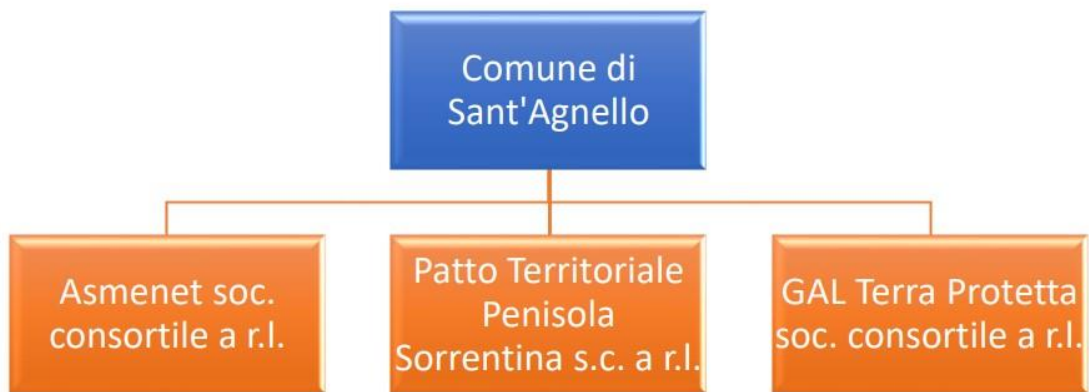 Comune di
Sant'Agnello
Asmenet soc.
consortile a r.l.
Patto Territoriale
Penisola
Sorrentina s.c. a r.l.
GAL Terra Protetta
soc. consortile a r.l.